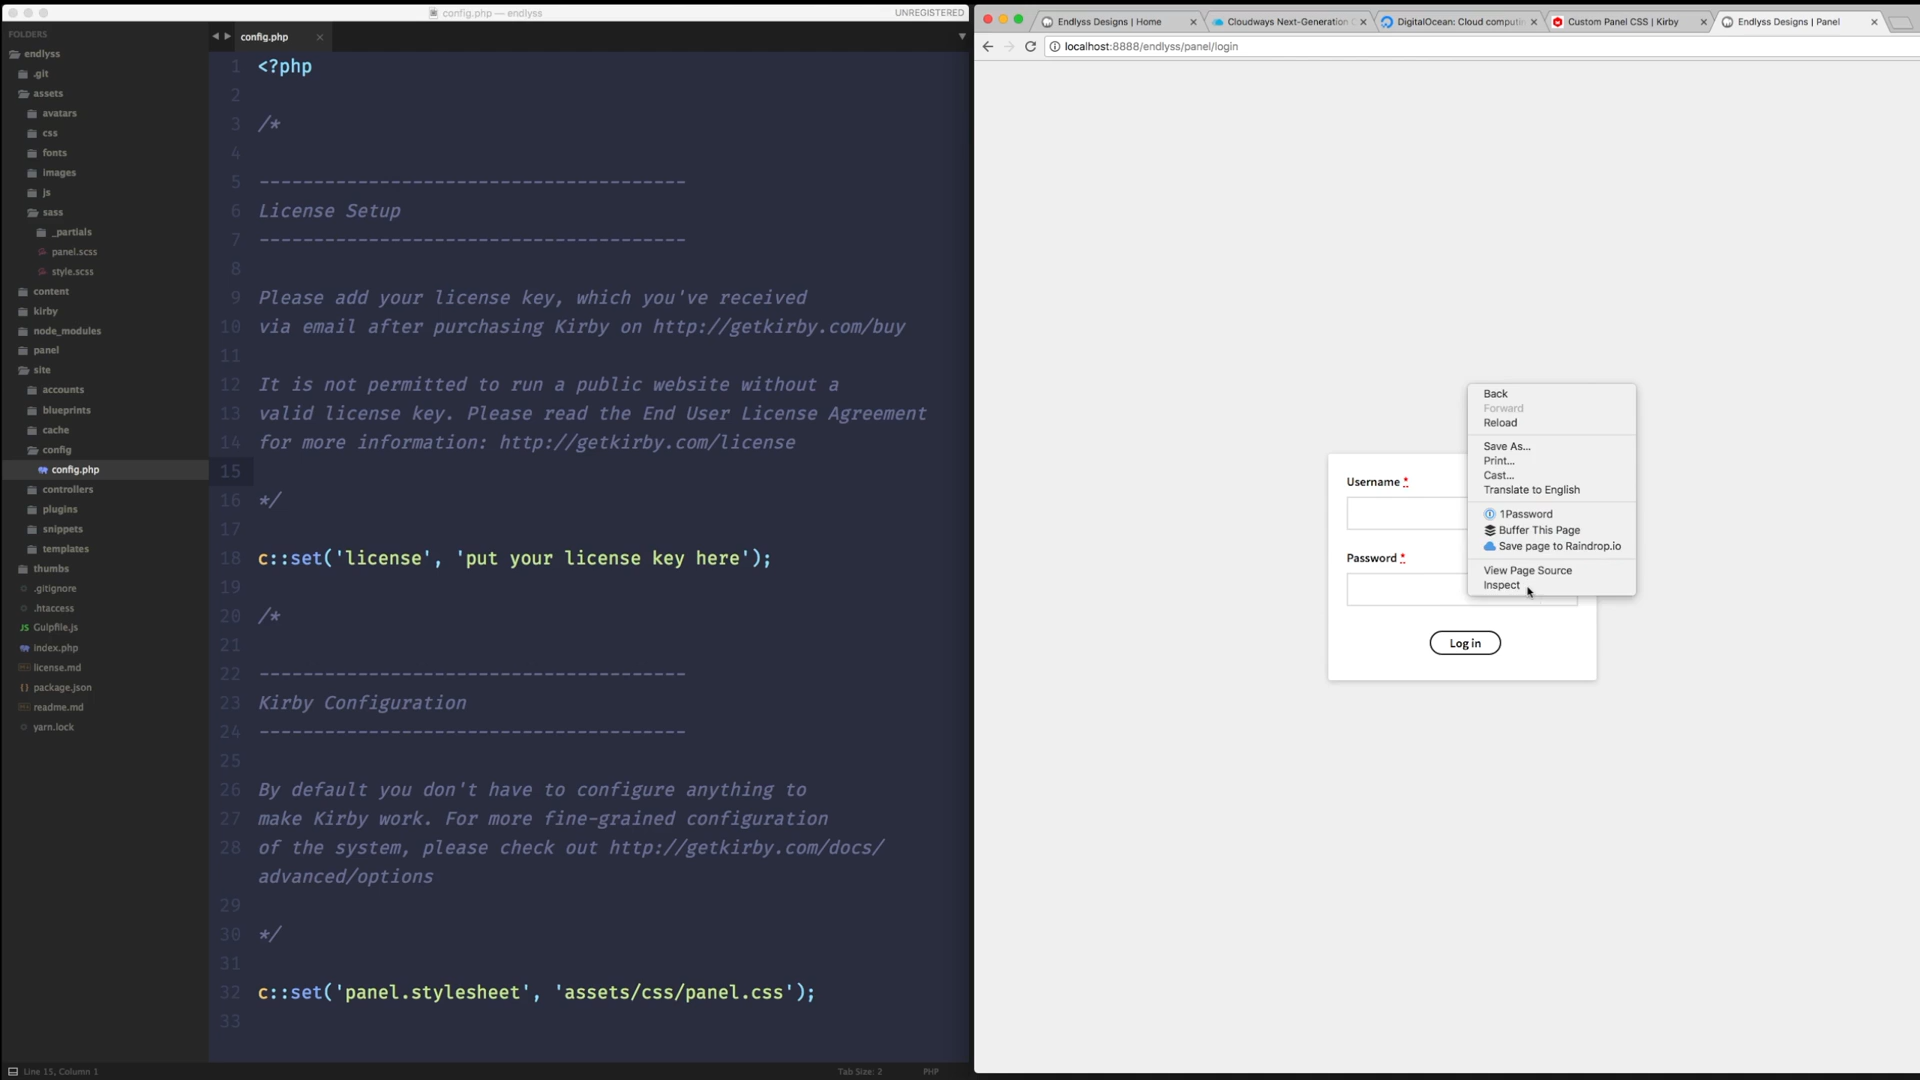 config.php — endlyss
UNREGISTERED
FOLDERS
endlyss
.git
assets
avatars
css
fonts
images
js
sass
_partials
panel.scss
style.scss
content
kirby
node_modules
panel
site
accounts
blueprints
cache
config
config.php
controllers
plugins
snippets
templates
thumbs
.gitignore
.htaccess
JS Gulpfile.js
index.php
license.md
package.json
readme.md
yarn.lock
config.php
1 <?php
2
3 /*
4
5 ---------------------------------------
6 License Setup
7 ---------------------------------------
8
9 Please add your license key, which you've received
10 via email after purchasing Kirby on http://getkirby.com/buy
11
12 It is not permitted to run a public website without a
13 valid license key. Please read the End User License Agreement
14 for more information: http://getkirby.com/license
15
16 */
17
18 c::set('license', 'put your license key here');
19
20 /*
21
22 ---------------------------------------
23 Kirby Configuration
24 ---------------------------------------
25
26 By default you don't have to configure anything to
27 make Kirby work. For more fine-grained configuration
28 of the system, please check out http://getkirby.com/docs/
advanced/options
29
30 */
31
32 c::set('panel.stylesheet', 'assets/css/panel.css');
33
Line 15, Column 1
Tab Size: 2
PHP
Endlyss Designs | Home
Cloudways Next-Generation C
DigitalOcean: Cloud computin
Custom Panel CSS | Kirby
Endlyss Designs | Panel
localhost:8888/endlyss/panel/login
Username *
Password *
Log in
Back
Forward
Reload
Save As...
Print...
Cast...
Translate to English
1Password
Buffer This Page
Save page to Raindrop.io
View Page Source
Inspect